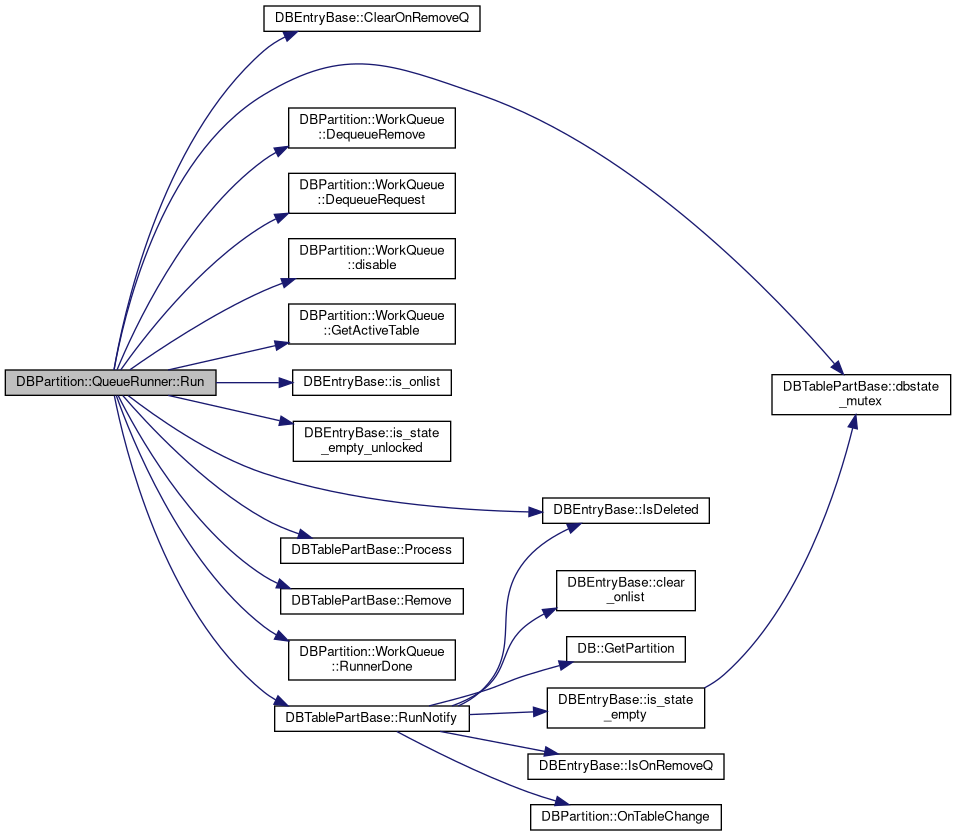 DBEntryBase::ClearOnRemoveQ
DBPartition::WorkQueue
::DequeueRemove
DBPartition::WorkQueue
::DequeueRequest
DBPartition::WorkQueue
::disable
DBPartition::WorkQueue
::GetActiveTable
DBPartition::QueueRunner::Run
DBEntryBase::is_onlist
DBTablePartBase::dbstate
_mutex
DBEntryBase::is_state
_empty_unlocked
DBEntryBase::IsDeleted
DBTablePartBase::Process
DBEntryBase::clear
_onlist
DBTablePartBase::Remove
DBPartition::WorkQueue
::RunnerDone
DB::GetPartition
DBTablePartBase::RunNotify
DBEntryBase::is_state
_empty
DBEntryBase::IsOnRemoveQ
DBPartition::OnTableChange